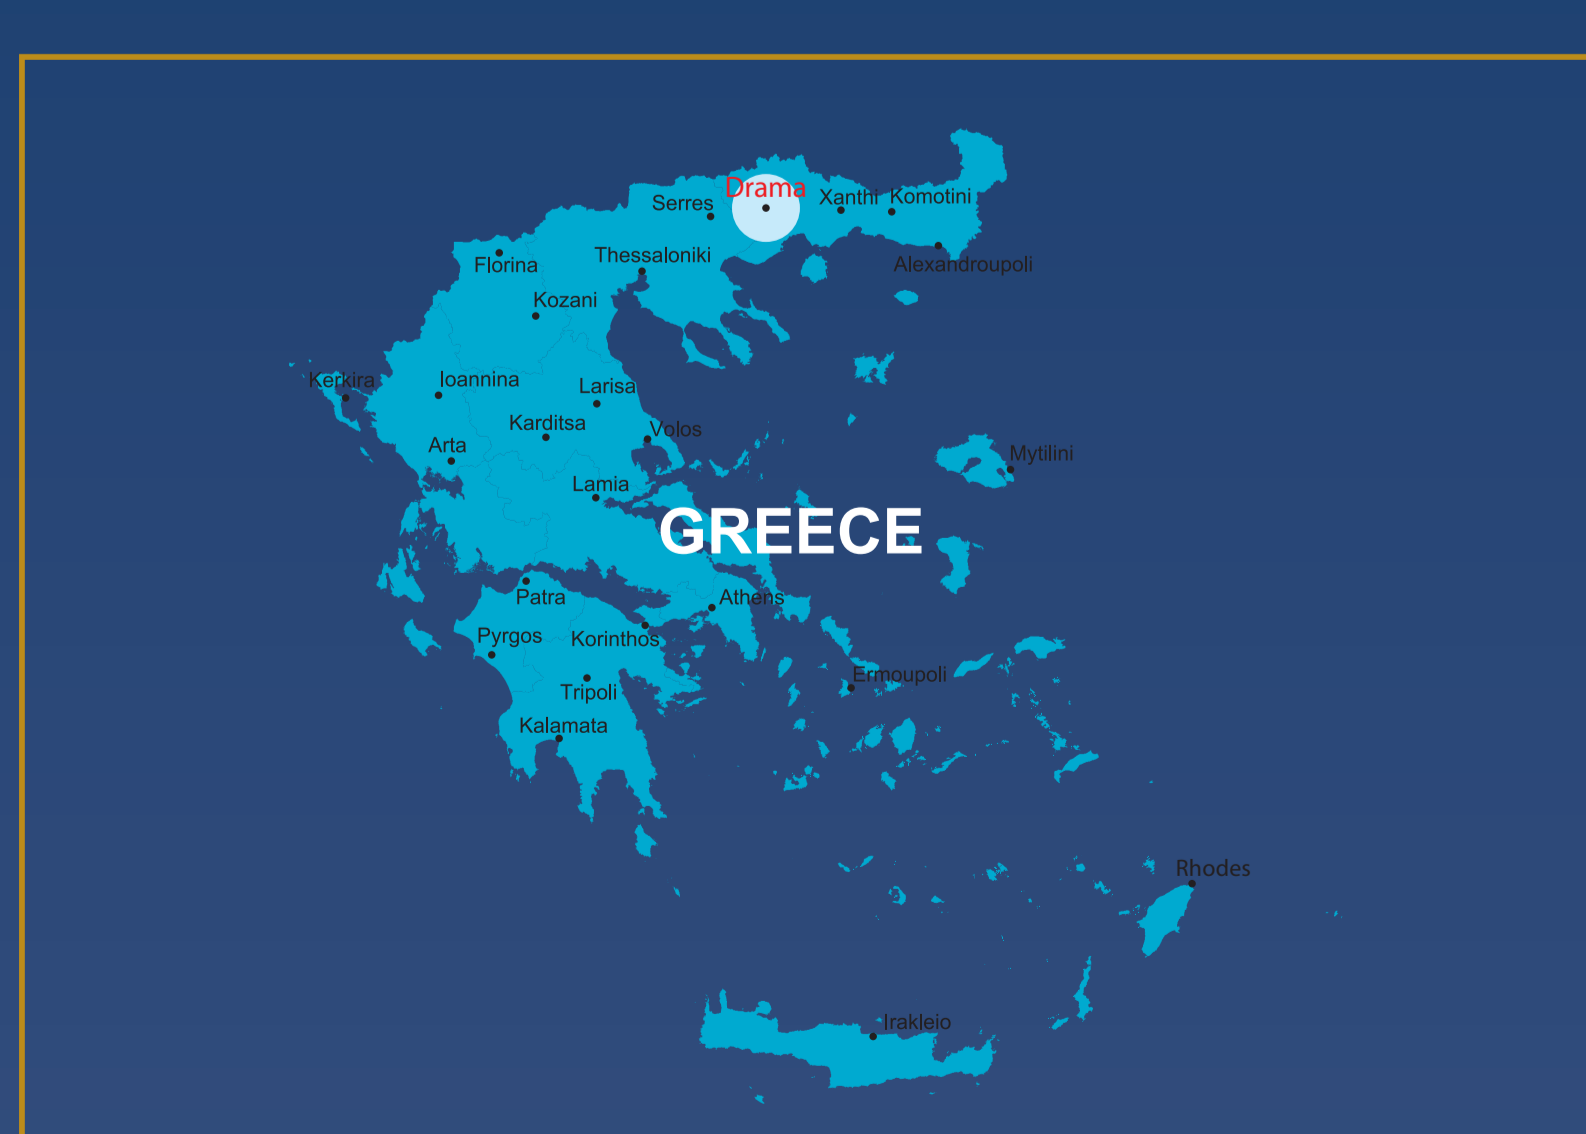 Drama
Xanthi
Komotini
Serres
Thessaloniki
Florina
Alexandroupoli
Kozani
Kerkira
Ioannina
Larisa
Karditsa
Volos
Arta
Mytilini
Lamia
GREECE
Patra
Athens
Pyrgos
Korinthos
Ermoupoli
Tripoli
Kalamata
Rhodes
Irakleio